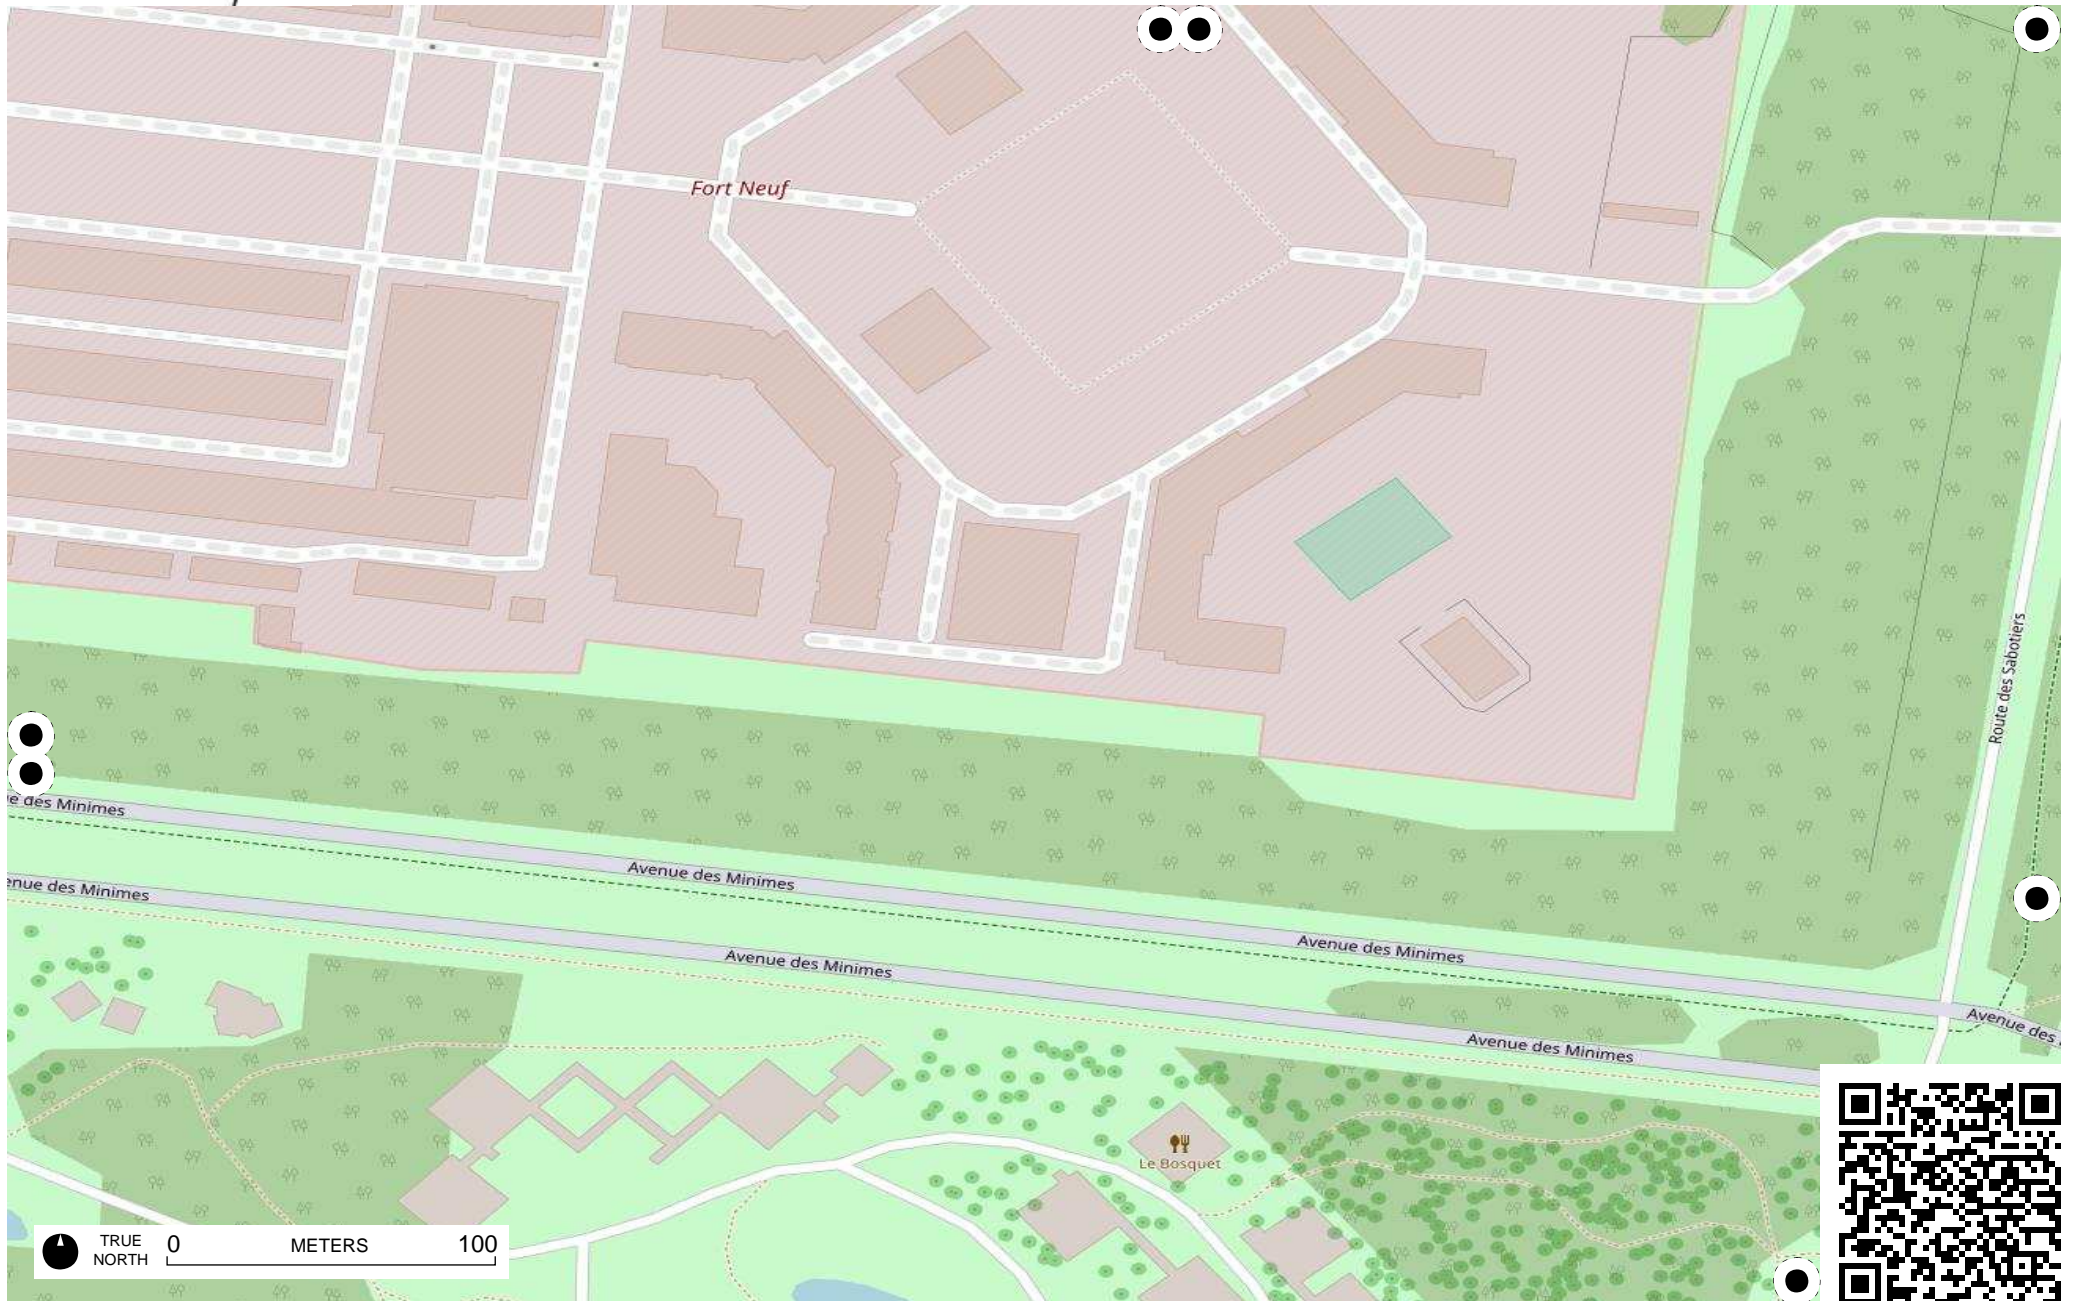 Fort Neuf
Route des Sabotiers
e des Minimes
Avenue des Minimes
enue des Minimes
Avenue des Minimes
Avenue des Minimes
Avenue des Minimes
Avenue des
Le Bosquet
TRUE
NORTH
0 METERS 100